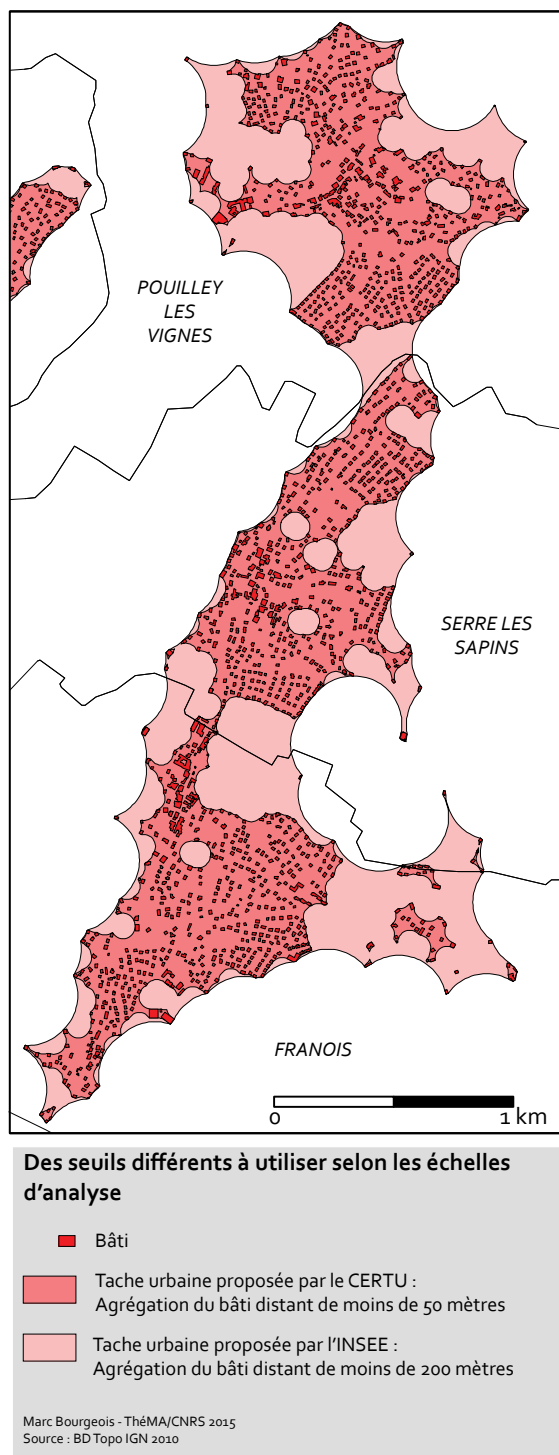 POUILLEY
LES
VIGNES
SERRE LES
SAPINS
FRANOIS
0 1 km
Des seuils différents à utiliser selon les échelles
d'analyse
Bâti
Tache urbaine proposée par le CERTU :
Agrégation du bâti distant de moins de 50 mètres
Tache urbaine proposée par l'INSEE :
Agrégation du bâti distant de moins de 200 mètres
Marc Bourgeois - ThéMA/CNRS 2015
Source : BD Topo IGN 2010